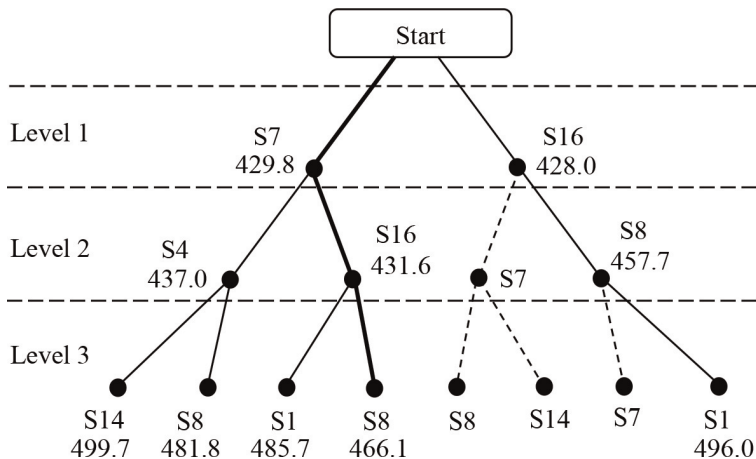 Start
Level 1
S7
429.8
S16
428.0
Level 2
S4
437.0
S16
431.6
S7
S8
457.7
Level 3
S14
499.7
S8
481.8
S1
485.7
S8
466.1
S8
S14
S7
S1
496.0